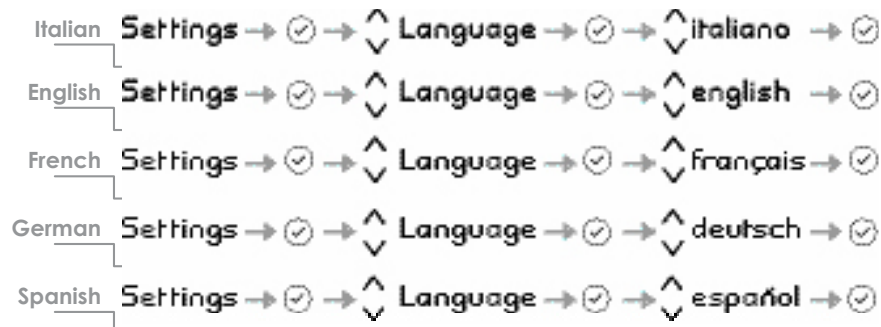 Italian Settings Language italiano
English Settings Language english
French Settings Language français
German Settings Language deutsch
Spanish Settings Language español